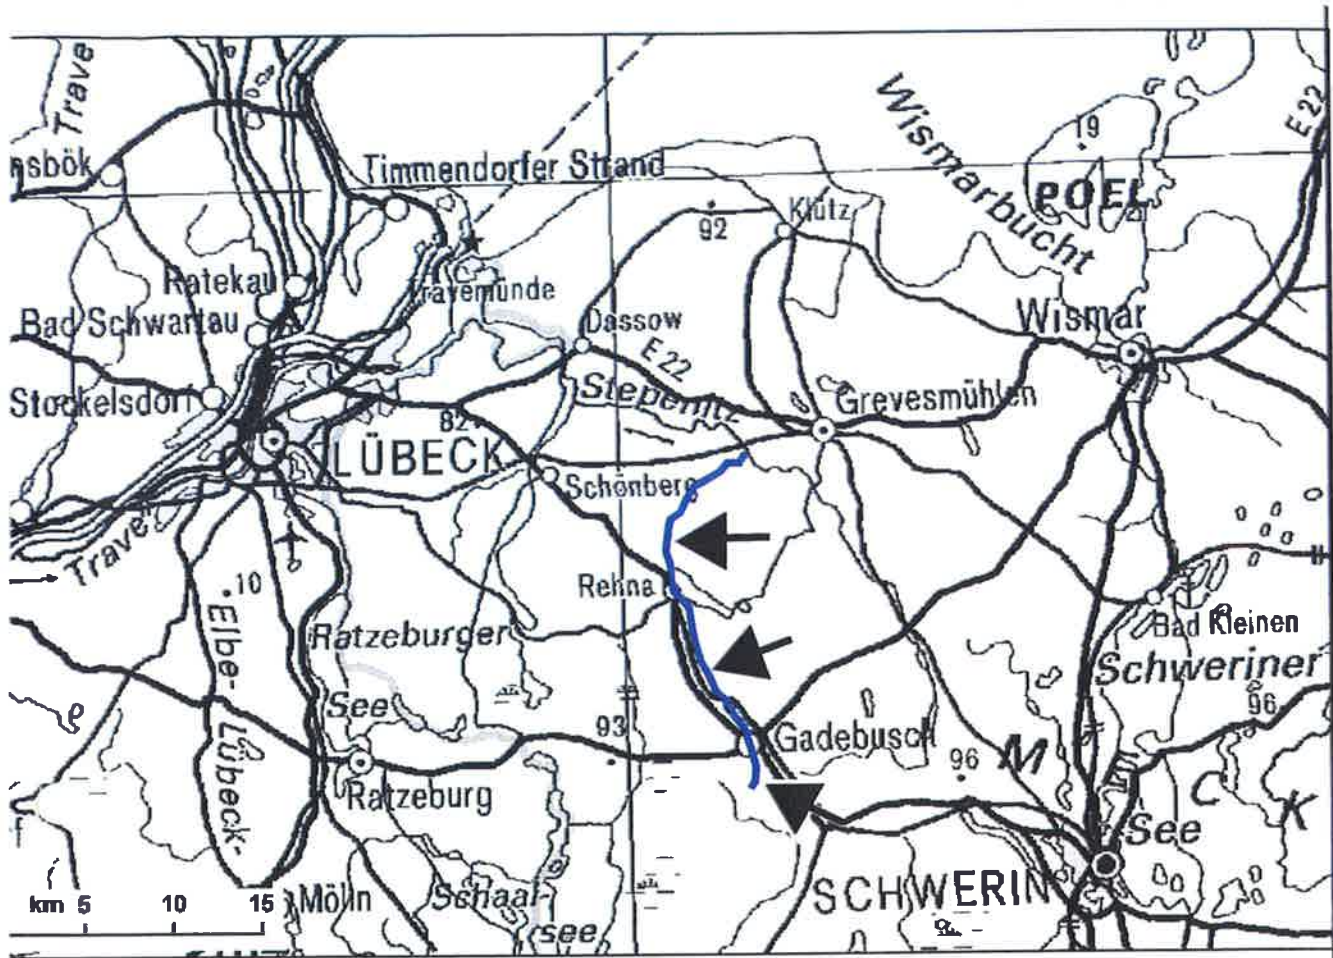 Trave
nsbök
Timmendorfer Strand
Wismarbucht
19
E 22
POEL
Klütz
92
Ratekau
Travemünde
Bad Schwartau
Dassow
Wismar
E 22
Stockelsdorf
Stepenitz
Grevesmühlen
82
LÜBECK
Schönberg
Trave
10
Rehna
Elbe-
Lübeck-
Ratzeburger
See
Bad Kleinen
Schweriner
See
96
93
Gadebusch
96
M
C
K
Ratzeburg
km 5 10 15
Mölln
Schaal-
see
SCHWERIN